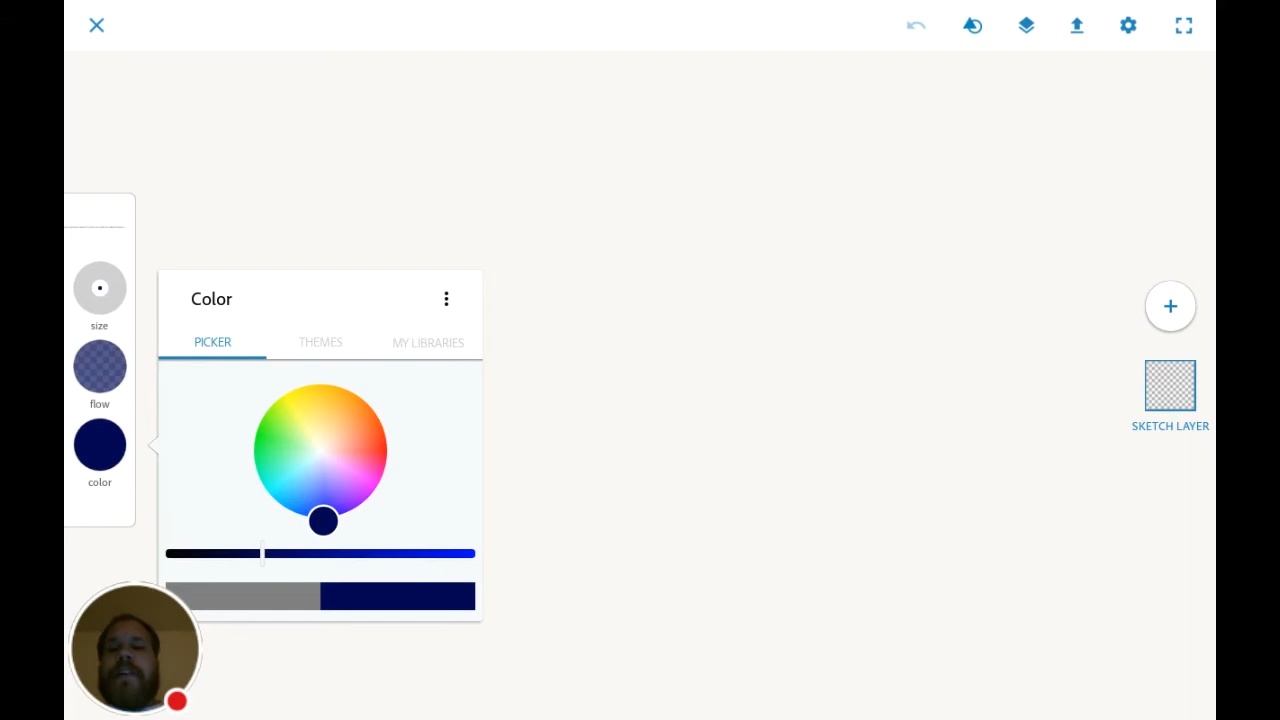 size
flow
color
Color
PICKER THEMES MY LIBRARIES
SKETCH LAYER